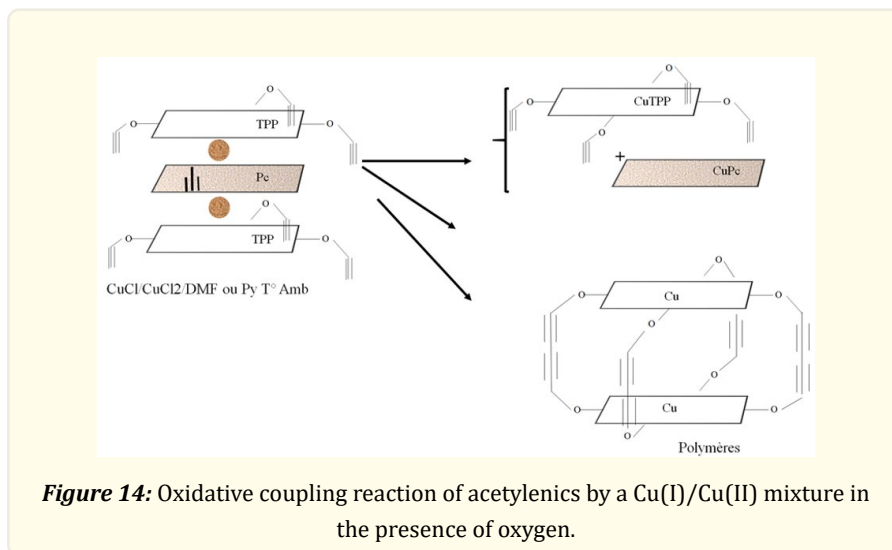 O
O
TPP
O
Pc
O
O
TPP
O
CuCl/CuCl2/DMF ou Py T° Amb
O
O
CuTPP
O
O
+
CuPc
O
O
Cu
O
O
O
O
Cu
O
O
Polymères
Figure 14: Oxidative coupling reaction of acetylenics by a Cu(I)/Cu(II) mixture in
the presence of oxygen.